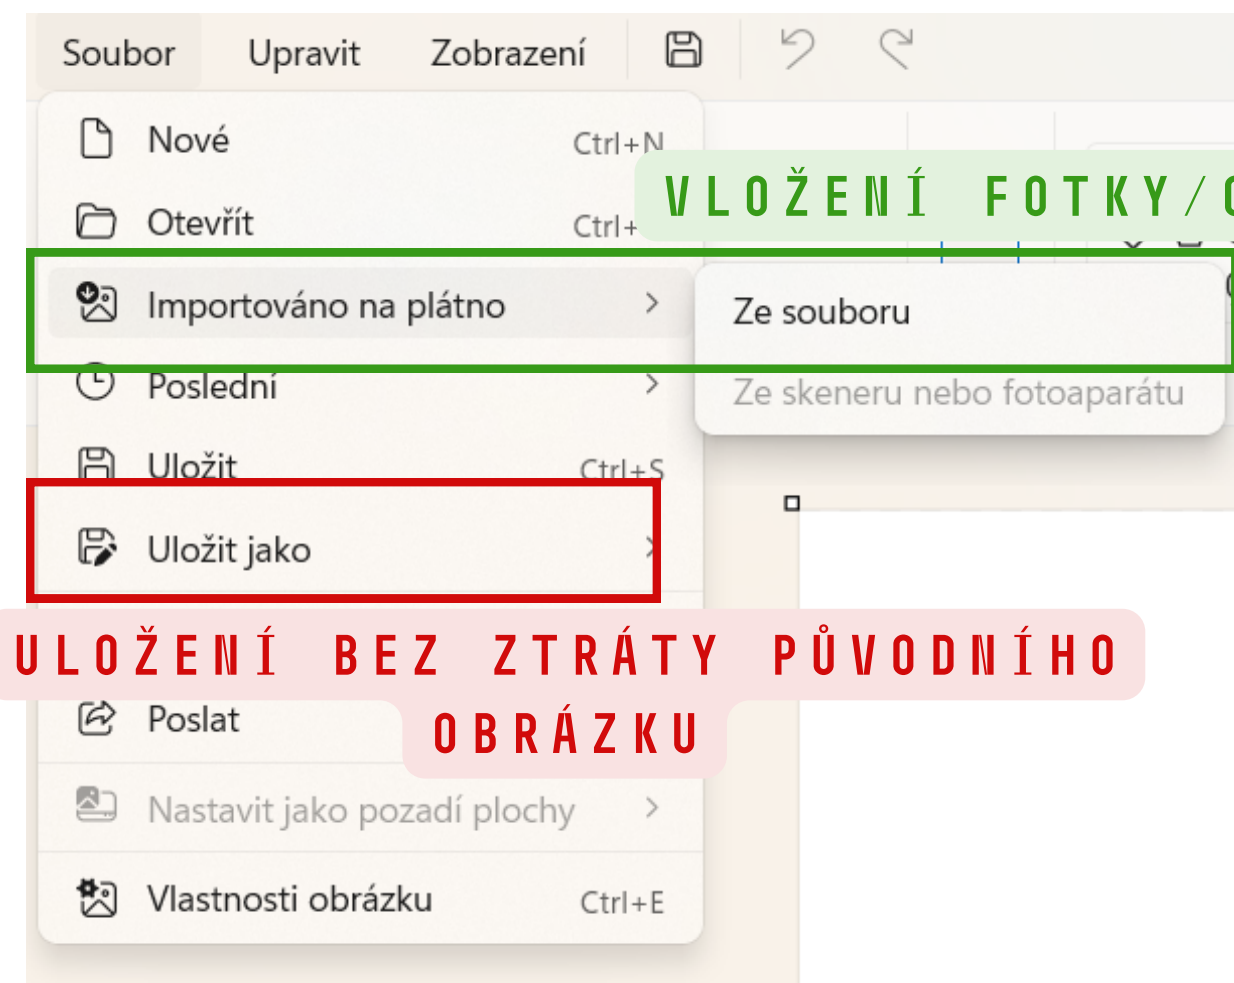 Soubor Upravit Zobrazení
Nové Ctrl+N
VLOŽENÍ FOTKY/
Otevřít Ctrl+
Importováno na plátno
Ze souboru
Poslední
Ze skeneru nebo fotoaparátu
Uložit Ctrl+S
Uložit jako
ULOŽENÍ BEZ ZTRÁTY PŮVODNÍHO
OBRÁZKU
Poslat
Nastavit jako pozadí plochy
Vlastnosti obrázku Ctrl+E